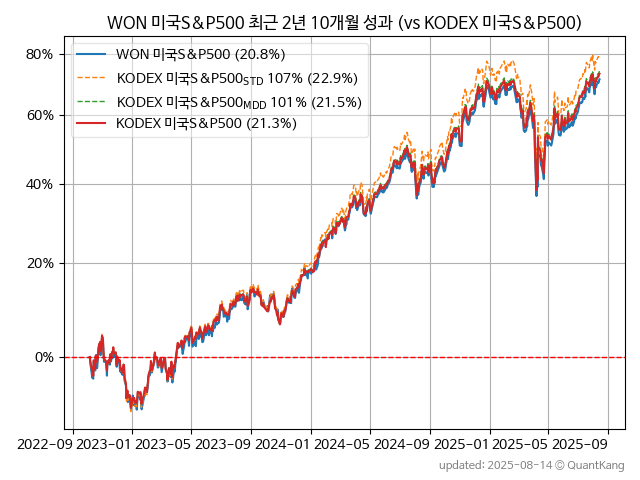 WON 미국S&P500 최근 2년 10개월 성과 (vs KODEX 미국S&P500)
80%
60%
40%
20%
0%
WON 미국S&P500 (20.8%)
KODEX 미국S&P500STD 107% (22.9%)
KODEX 미국S&P500MDD 101% (21.5%)
KODEX 미국S&P500 (21.3%)
2022-09 2023-01 2023-05 2023-09 2024-01 2024-05 2024-09 2025-01 2025-05 2025-09
updated: 2025-08-14 © QuantKang